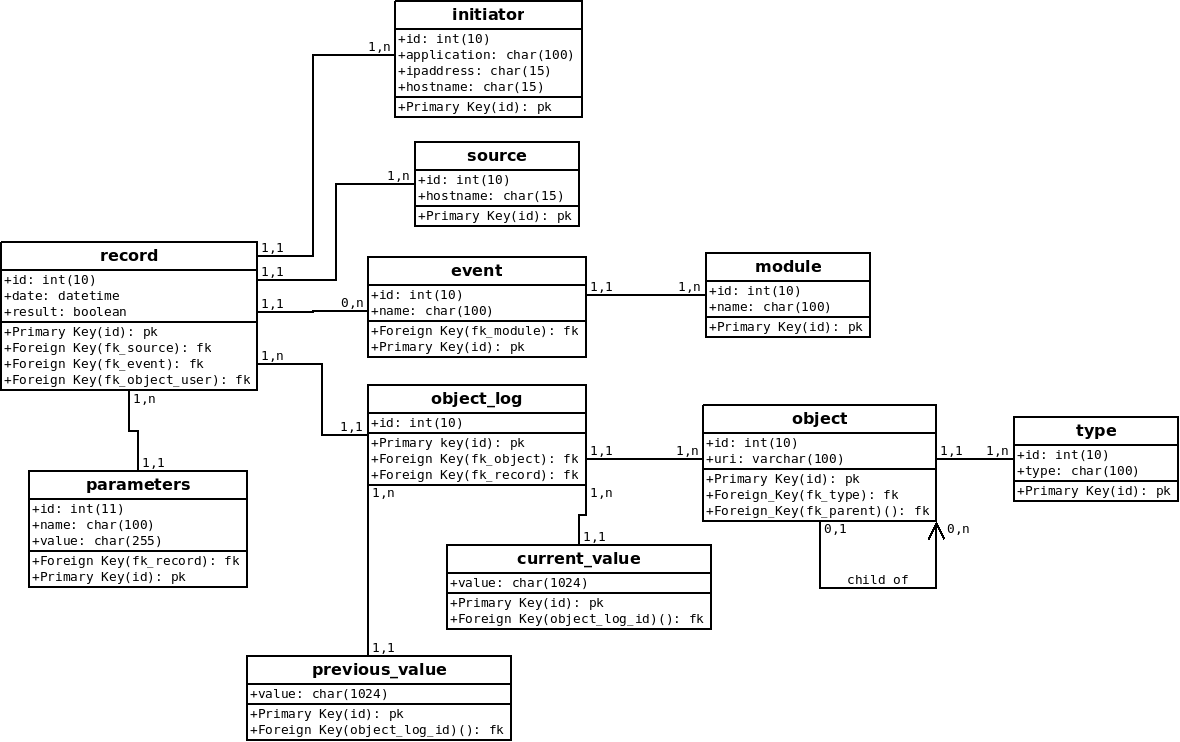 initiator
+id: int(10)
+application: char(100)
+ipaddress: char(15)
+hostname: char(15)
+Primary Key(id): pk
1,n
source
+id: int(10)
+hostname: char(15)
+Primary Key(id): pk
1,n
record
+id: int(10)
+date: datetime
+result: boolean
+Primary Key(id): pk
+Foreign Key(fk_source): fk
+Foreign Key(fk_event): fk
+Foreign Key(fk_object_user): fk
1,1
1,1
1,1
0,n
1,n
1,n
event
+id: int(10)
+name: char(100)
+Foreign Key(fk_module): fk
+Primary Key(id): pk
1,1
1,n
module
+id: int(10)
+name: char(100)
+Primary Key(id): pk
object_log
+id: int(10)
+Primary key(id): pk
+Foreign Key(fk_object): fk
+Foreign Key(fk_record): fk
1,1
1,1
1,n
1,n
1,n
object
+id: int(10)
+uri: varchar(100)
+Primary Key(id): pk
+Foreign_Key(fk_type): fk
+Foreign_Key(fk_parent)(): fk
1,1
1,n
0,1
0,n
child of
type
+id: int(10)
+type: char(100)
+Primary Key(id): pk
1,1
parameters
+id: int(11)
+name: char(100)
+value: char(255)
+Foreign Key(fk_record): fk
+Primary Key(id): pk
1,1
current_value
+value: char(1024)
+Primary Key(id): pk
+Foreign Key(object_log_id)(): fk
1,1
previous_value
+value: char(1024)
+Primary Key(id): pk
+Foreign Key(object_log_id)(): fk